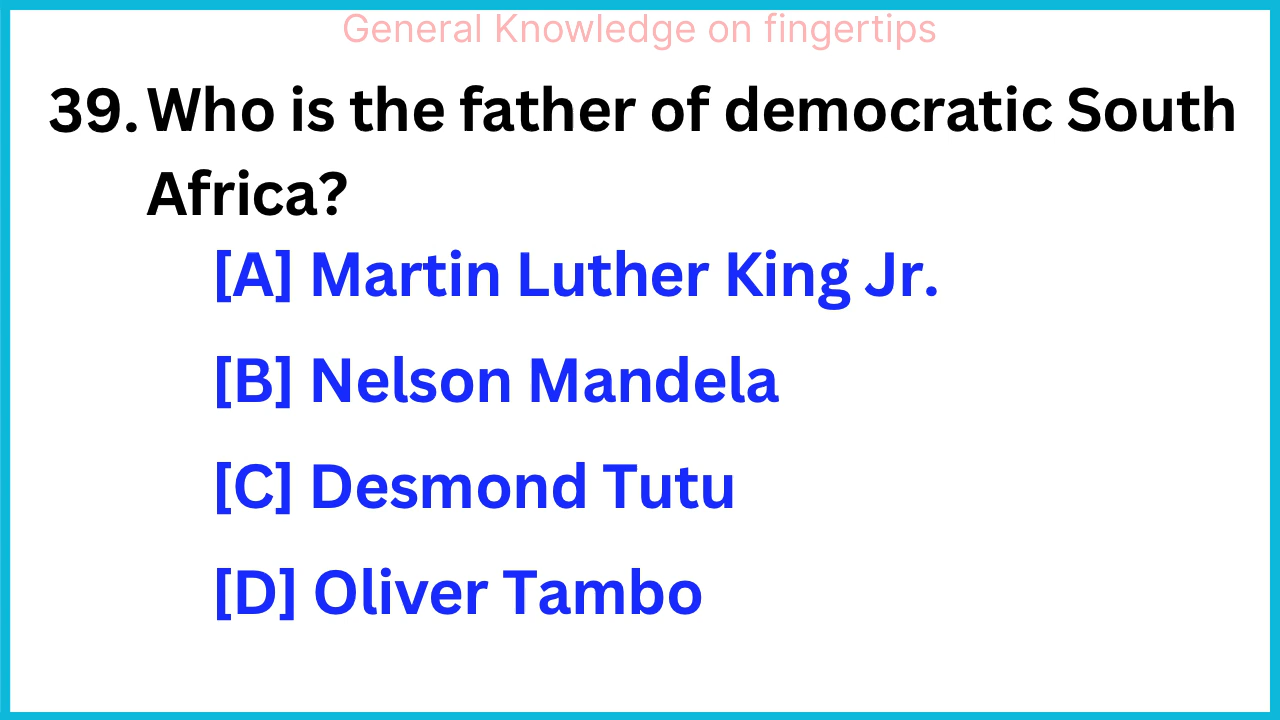 General Knowledge on fingertips
39. Who is the father of democratic South
Africa?
[A] Martin Luther King Jr.
[B] Nelson Mandela
[C] Desmond Tutu
[D] Oliver Tambo